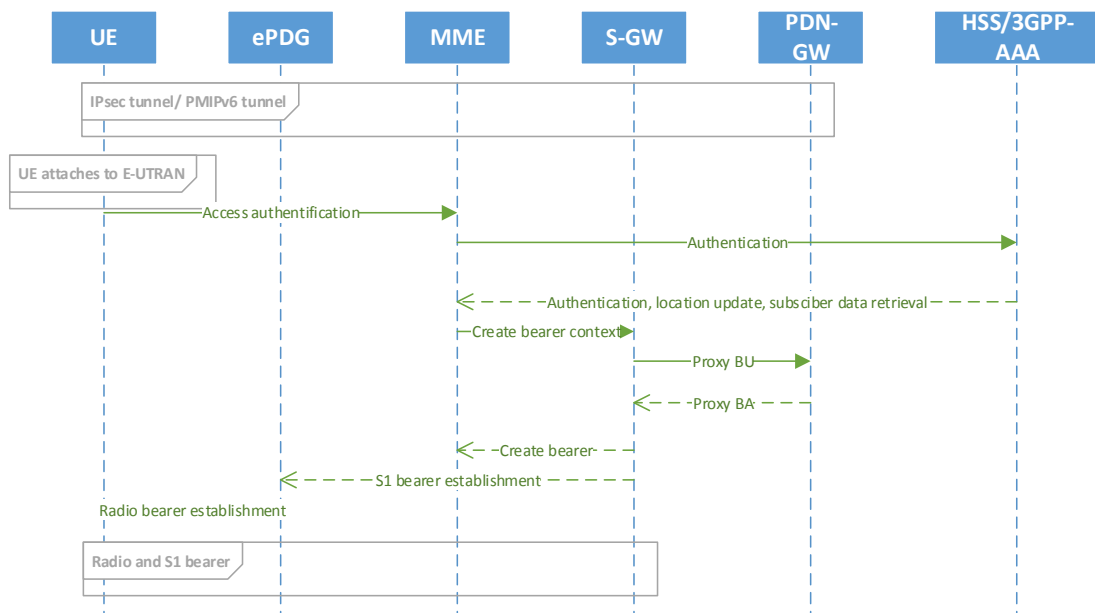 UE
ePDG
MME
S-GW
PDN-
GW
HSS/3GPP-
AAA
IPsec tunnel/ PMIPv6 tunnel
UE attaches to E-UTRAN
Access authentification
Authentication
Authentication, location update, subsciber data retrieval
Create bearer context
Proxy BU
Proxy BA
Create bearer
S1 bearer establishment
Radio bearer establishment
Radio and S1 bearer